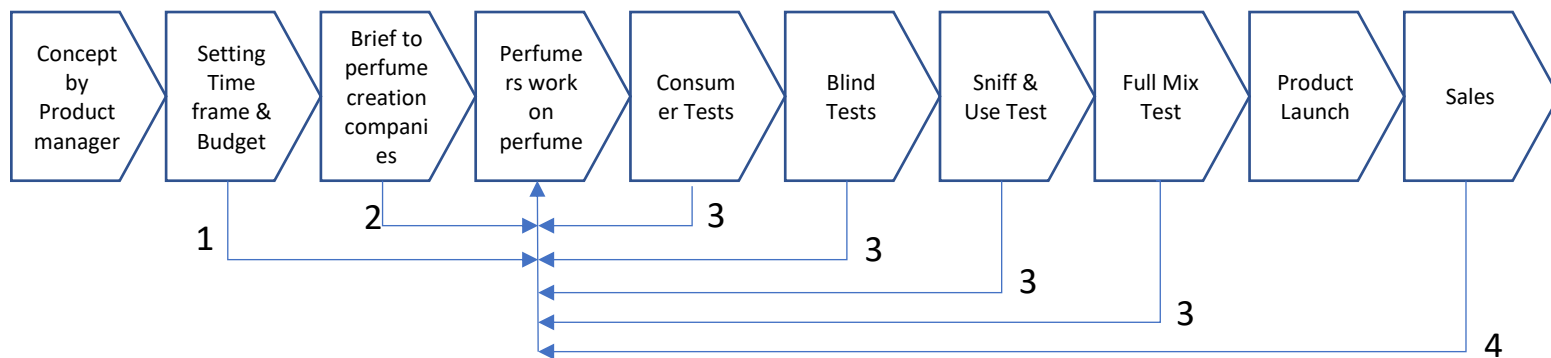 Concept
by
Product
manager
Setting
Time
frame &
Budget
Brief to
perfume
creation
compani
es
Perfume
rs work
on
perfume
Consum
er Tests
Blind
Tests
Sniff &
Use Test
Full Mix
Test
Product
Launch
Sales
1
2
3
3
3
3
4